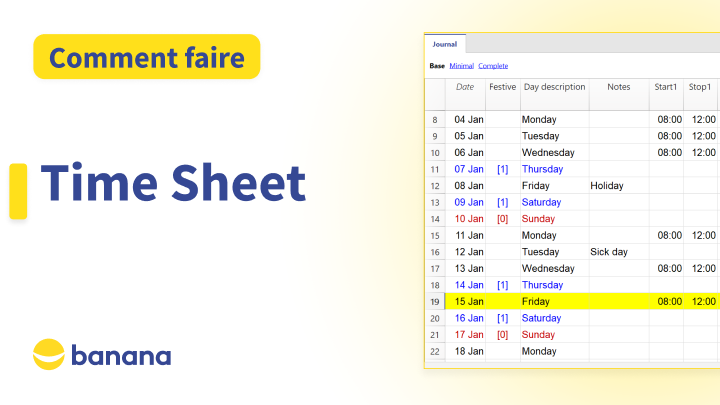 Comment faire
Time Sheet
banana
Journal
Base Minimal Complete
Date Festive Day description Notes Start1 Stop1
8 04 Jan Monday 08:00 12:00
9 05 Jan Tuesday 08:00 12:00
10 06 Jan Wednesday 08:00 12:00
11 07 Jan [1] Thursday
12 08 Jan Friday Holiday
13 09 Jan [1] Saturday
14 10 Jan [0] Sunday
15 11 Jan Monday 08:00 12:00
16 12 Jan Tuesday Sick day
17 13 Jan Wednesday 08:00 12:00
18 14 Jan [1] Thursday
19 15 Jan Friday 08:00 12:00
20 16 Jan [1] Saturday
21 17 Jan [0] Sunday
22 18 Jan Monday